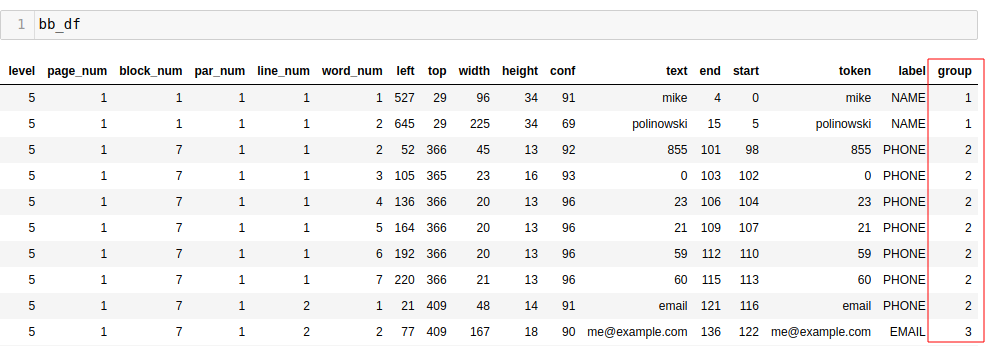 1 bb_df
level page_num block_num par_num line_num word_num left top width height conf text end start token label group
5 1 1 1 1 1 527 29 96 34 91 mike 4 0 mike NAME 1
5 1 1 1 1 2 645 29 225 34 69 polinowski 15 5 polinowski NAME 1
5 1 7 1 1 2 52 366 45 13 92 855 101 98 855 PHONE 2
5 1 7 1 1 3 105 365 23 16 93 0 103 102 0 PHONE 2
5 1 7 1 1 4 136 366 20 13 96 23 106 104 23 PHONE 2
5 1 7 1 1 5 164 366 20 13 96 21 109 107 21 PHONE 2
5 1 7 1 1 6 192 366 20 13 96 59 112 110 59 PHONE 2
5 1 7 1 1 7 220 366 21 13 96 60 115 113 60 PHONE 2
5 1 7 1 2 1 21 409 48 14 91 email 121 116 email PHONE 2
5 1 7 1 2 2 77 409 167 18 90 me@example.com 136 122 me@example.com EMAIL 3